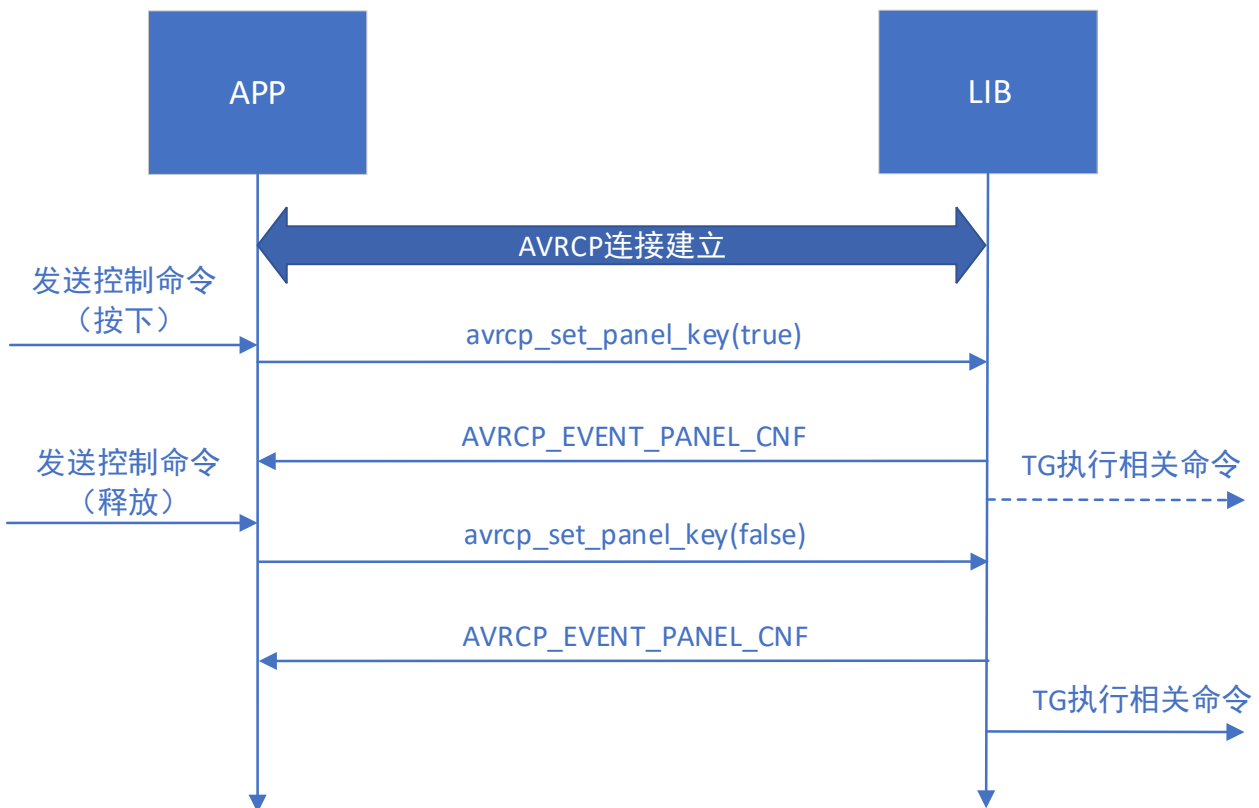 APP
LIB
AVRCP连接建立
发送控制命令
（按下）
avrcp_set_panel_key(true)
AVRCP_EVENT_PANEL_CNF
发送控制命令
（释放）
TG执行相关命令
avrcp_set_panel_key(false)
AVRCP_EVENT_PANEL_CNF
TG执行相关命令